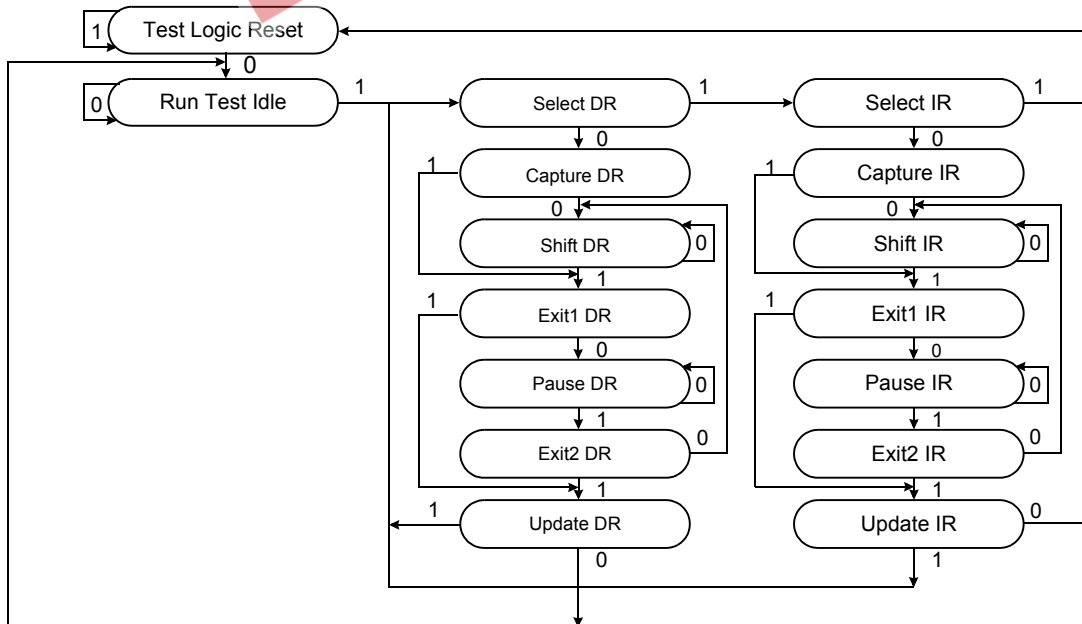 1 Test Logic Reset
0
0 Run Test Idle 1 Select DR 1 Select IR 1
0 0
1 Capture DR 1 Capture IR
0 0
Shift DR 0 Shift IR 0
1 1
1 Exit1 DR 1 Exit1 IR
0 0
Pause DR 0 Pause IR 0
1 1
Exit2 DR 0 Exit2 IR 0
1 1
1 Update DR Update IR 0
0 1